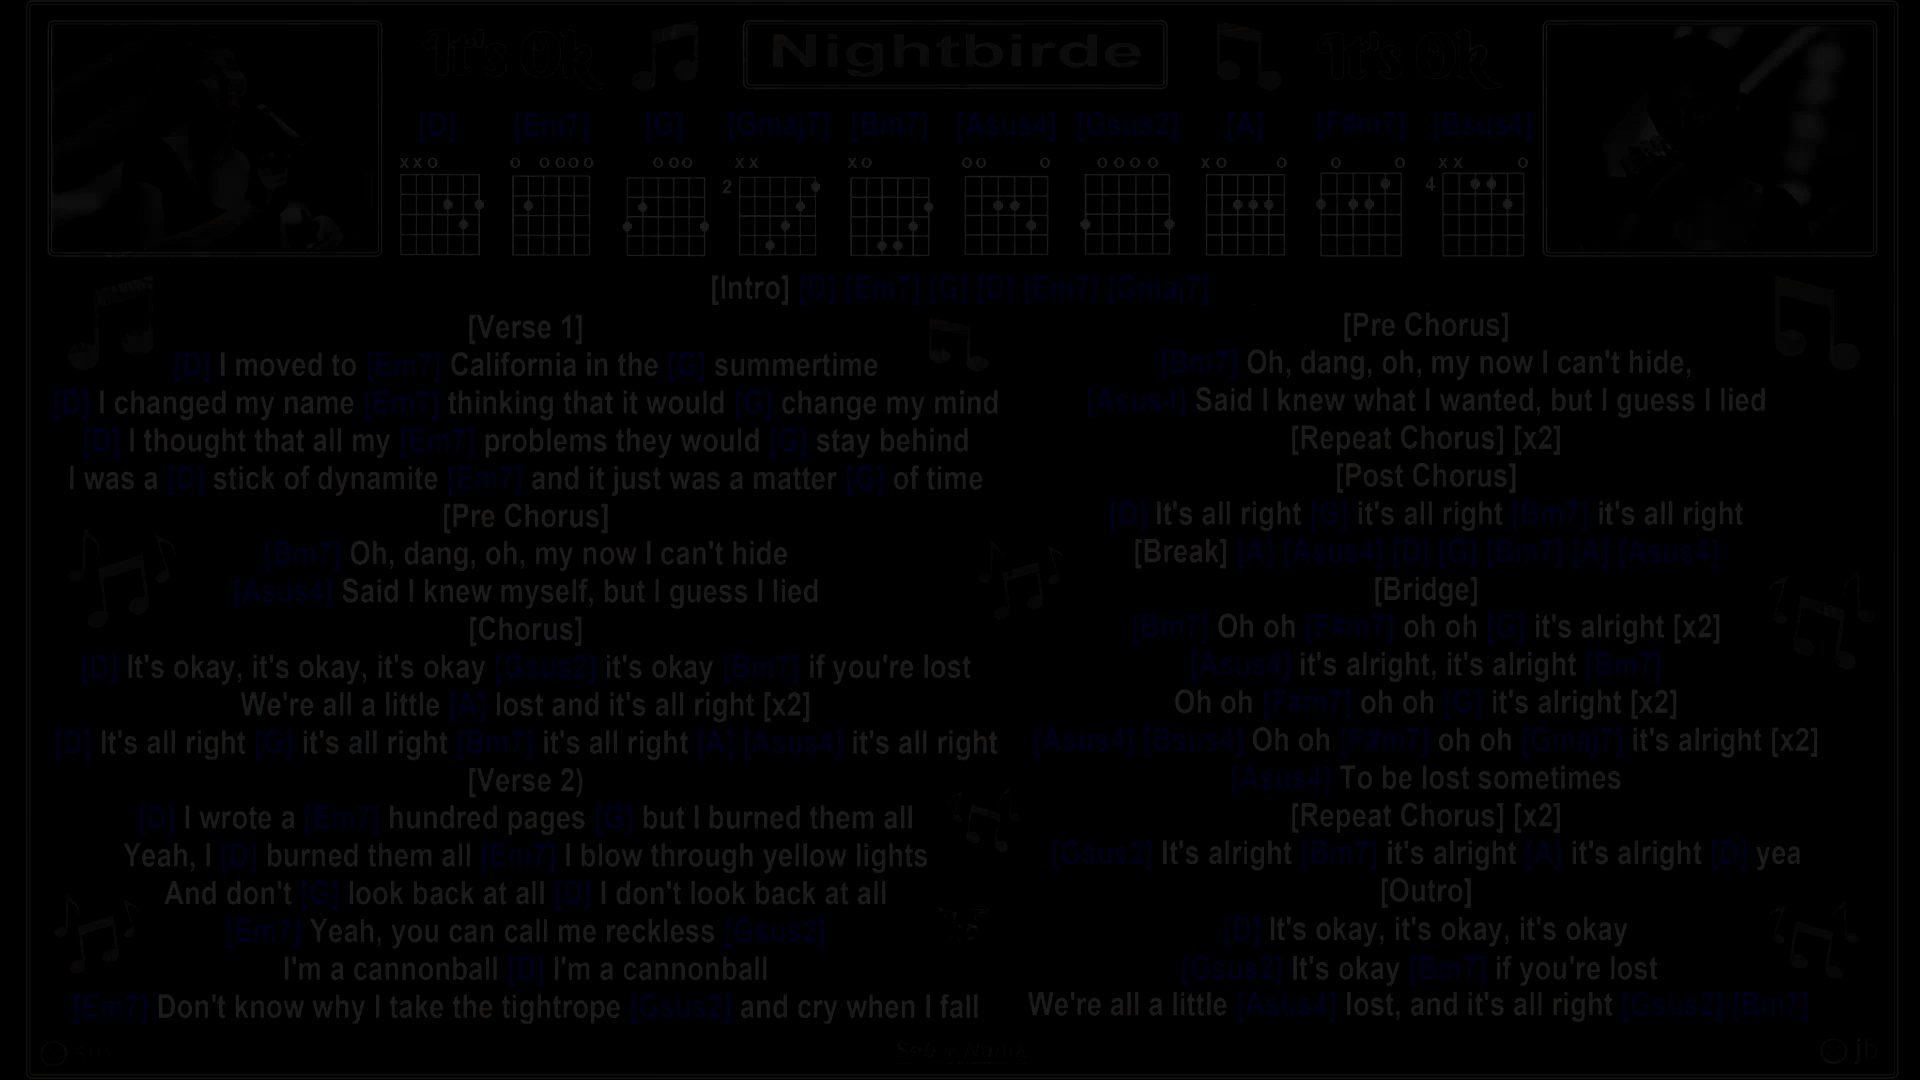 It's Ok
Nightbirde
It's Ok
[D] [Em7] [G] [Gmaj7] [Bm7] [Asus4] [Gsus2] [A] [F#m7] [Bsus4]
xxo o oooo ooo xx xo oo o oooo xo o o o xx o
2 4
[Intro] [D] [Em7] [G] [D] [Em7] [Gmaj7]
[Verse 1]
[D] I moved to [Em7] California in the [G] summertime
[D] I changed my name [Em7] thinking that it would [G] change my mind
[D] I thought that all my [Em7] problems they would [G] stay behind
I was a [D] stick of dynamite [Em7] and it just was a matter [G] of time
[Pre Chorus]
[Bm7] Oh, dang, oh, my now I can't hide
[Asus4] Said I knew myself, but I guess I lied
[Chorus]
[D] It's okay, it's okay, it's okay [Gsus2] it's okay [Bm7] if you're lost
We're all a little [A] lost and it's all right [x2]
[D] It's all right [G] it's all right [Bm7] it's all right [A] [Asus4] it's all right
[Verse 2)
[D] I wrote a [Em7] hundred pages [G] but I burned them all
Yeah, I [D] burned them all [Em7] I blow through yellow lights
And don't [G] look back at all [D] I don't look back at all
[Em7] Yeah, you can call me reckless [Gsus2]
I'm a cannonball [D] I'm a cannonball
[Em7] Don't know why I take the tightrope [Gsus2] and cry when I fall
[Pre Chorus]
[Bm7] Oh, dang, oh, my now I can't hide,
[Asus4] Said I knew what I wanted, but I guess I lied
[Repeat Chorus] [x2]
[Post Chorus]
[D] It's all right [G] it's all right [Bm7] it's all right
[Break] [A] [Asus4] [D] [G] [Bm7] [A] [Asus4]
[Bridge]
[Bm7] Oh oh [F#m7] oh oh [G] it's alright [x2]
[Asus4] it's alright, it's alright [Bm7]
Oh oh [F#m7] oh oh [G] it's alright [x2]
[Asus4] [Bsus4] Oh oh [F#m7] oh oh [Gmaj7] it's alright [x2]
[Asus4] To be lost sometimes
[Repeat Chorus] [x2]
[Gsus2] It's alright [Bm7] it's alright [A] it's alright [D] yea
[Outro]
[D] It's okay, it's okay, it's okay
[Gsus2] It's okay [Bm7] if you're lost
We're all a little [Asus4] lost, and it's all right [Gsus2] [Bm7]